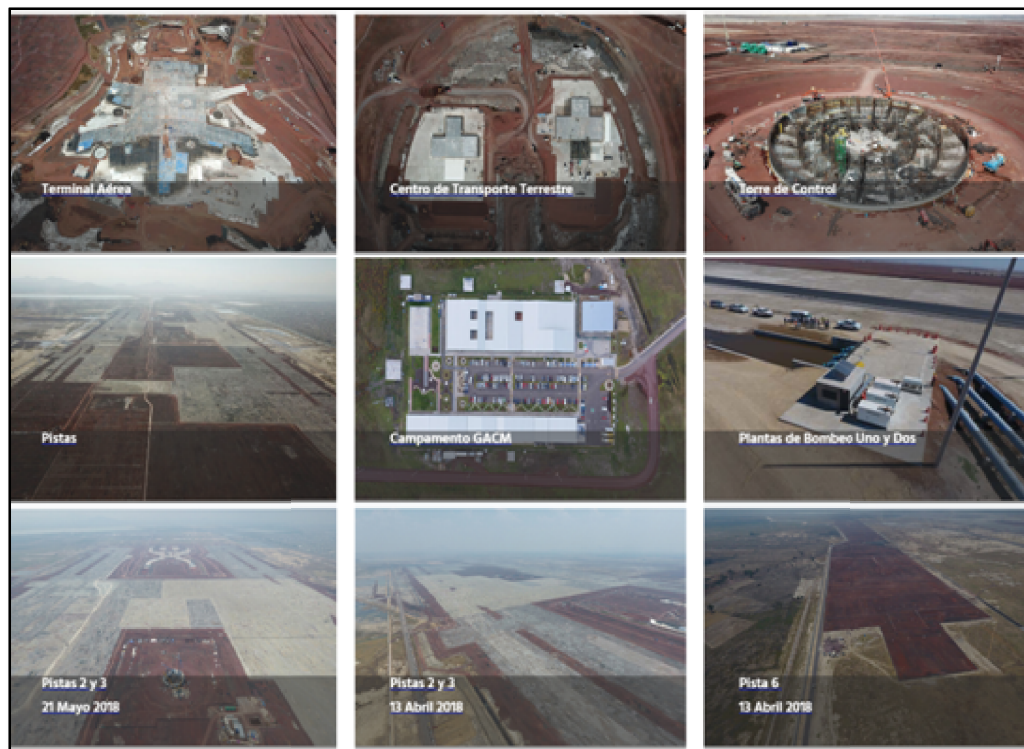 Terminal Aérea
Centro de Transporte Terrestre
Torre de Control
Pistas
Campamento GACM
Plantas de Bombeo Uno y Dos
Pistas 2 y 3
21 Mayo 2018
Pistas 2 y 3
13 Abril 2018
Pista 6
13 Abril 2018